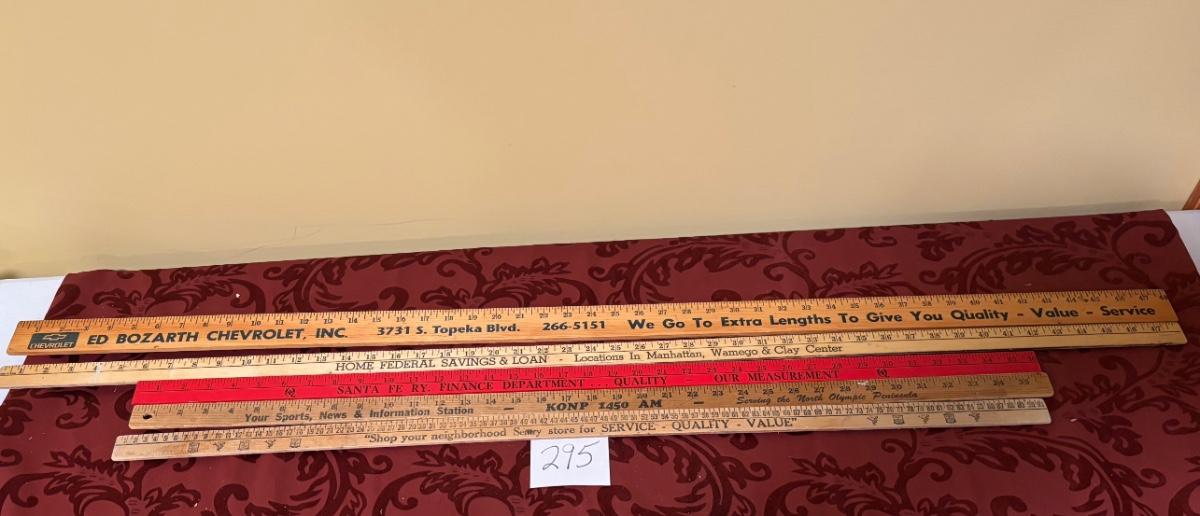 CHEVROLET ED BOZARTH CHEVROLET, INC. 3731 S. Topeka Blvd. 266-5151 We Go To Extra Lengths To Give You Quality - Value - Service
HOME FEDERAL SAVINGS & LOAN - Locations In Manhattan, Wamego & Clay Center
SANTA FE RY. FINANCE DEPARTMENT . . . QUALITY - OUR MEASUREMENT
Your Sports, News & Information Station - KONP 1450 AM - Serving the North Olympic Peninsula
"Shop your neighborhood Sentry store for SERVICE - QUALITY - VALUE"
295